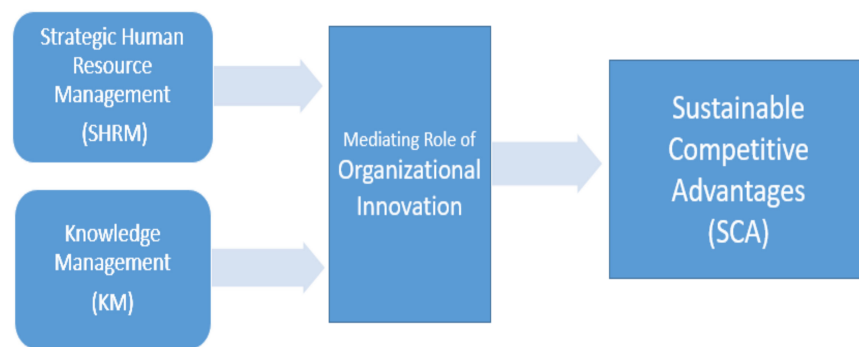 Strategic Human
Resource
Management
(SHRM)
Knowledge
Management
(KM)
Mediating Role of
Organizational
Innovation
Sustainable
Competitive
Advantages
(SCA)